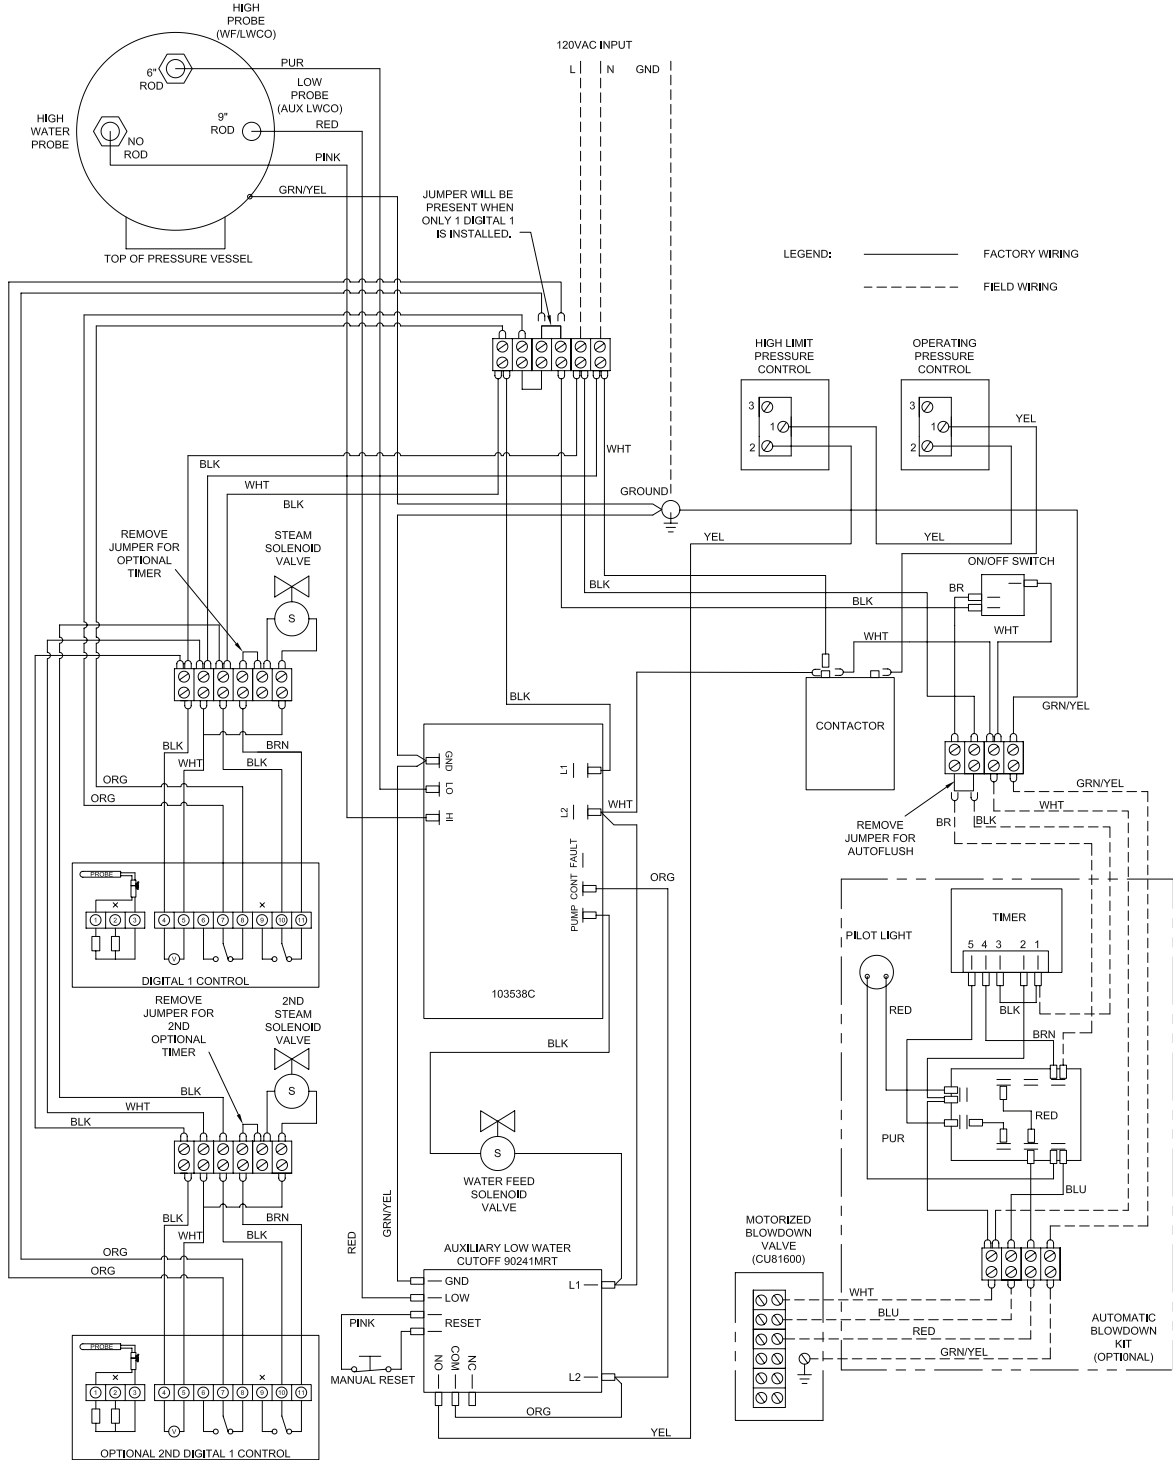 HIGH
PROBE
(WF/LWCO)
6"
ROD
PUR
LOW
PROBE
(AUX LWCO)
HIGH
WATER
PROBE
9"
ROD
RED
NO
ROD
PINK
GRN/YEL
TOP OF PRESSURE VESSEL
120VAC INPUT
L
N
GND
JUMPER WILL BE
PRESENT WHEN
ONLY 1 DIGITAL 1
IS INSTALLED.
LEGEND:
FACTORY WIRING
FIELD WIRING
HIGH LIMIT
PRESSURE
CONTROL
3
1
2
OPERATING
PRESSURE
CONTROL
3
1
2
YEL
WHT
BLK
WHT
BLK
GROUND
YEL
YEL
REMOVE
JUMPER FOR
OPTIONAL
TIMER
STEAM
SOLENOID
VALVE
S
ON/OFF SWITCH
BLK
BR
BLK
WHT
WHT
BLK
CONTACTOR
GRN/YEL
BLK
WHT
BRN
BLK
ORG
ORG
GND
LO
HI
L1
L2
WHT
FAULT
CONT
PUMP
ORG
103538C
GRN/YEL
WHT
BR
BLK
REMOVE
JUMPER FOR
AUTOFLUSH
PROBE
1 2 3 4 5 6 7 8 9 10 11
V
DIGITAL 1 CONTROL
TIMER
5 4 3 2 1
PILOT LIGHT
RED
BLK
BRN
RED
PUR
BLU
REMOVE
JUMPER FOR
2ND
OPTIONAL
TIMER
2ND
STEAM
SOLENOID
VALVE
S
BLK
WHT
BLK
BLK
S
WATER FEED
SOLENOID
VALVE
BLK
WHT
BRN
BLK
ORG
ORG
RED
GRN/YEL
AUXILIARY LOW WATER
CUTOFF 90241MRT
GND
LOW
RESET
L1
L2
NO
COM
NC
PINK
MANUAL RESET
ORG
YEL
MOTORIZED
BLOWDOWN
VALVE
(CU81600)
WHT
BLU
RED
GRN/YEL
AUTOMATIC
BLOWDOWN
KIT
(OPTIONAL)
PROBE
1 2 3 4 5 6 7 8 9 10 11
V
OPTIONAL 2ND DIGITAL 1 CONTROL